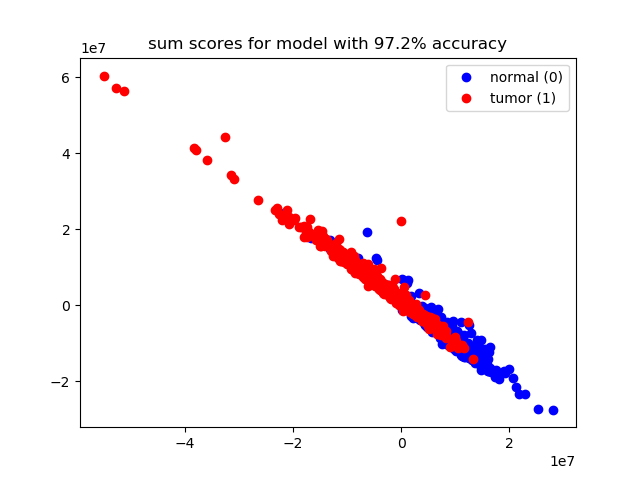 sum scores for model with 97.2% accuracy
1e7
normal (0)
tumor (1)
6
4
2
0
−2
−4
−2
0
2
1e7